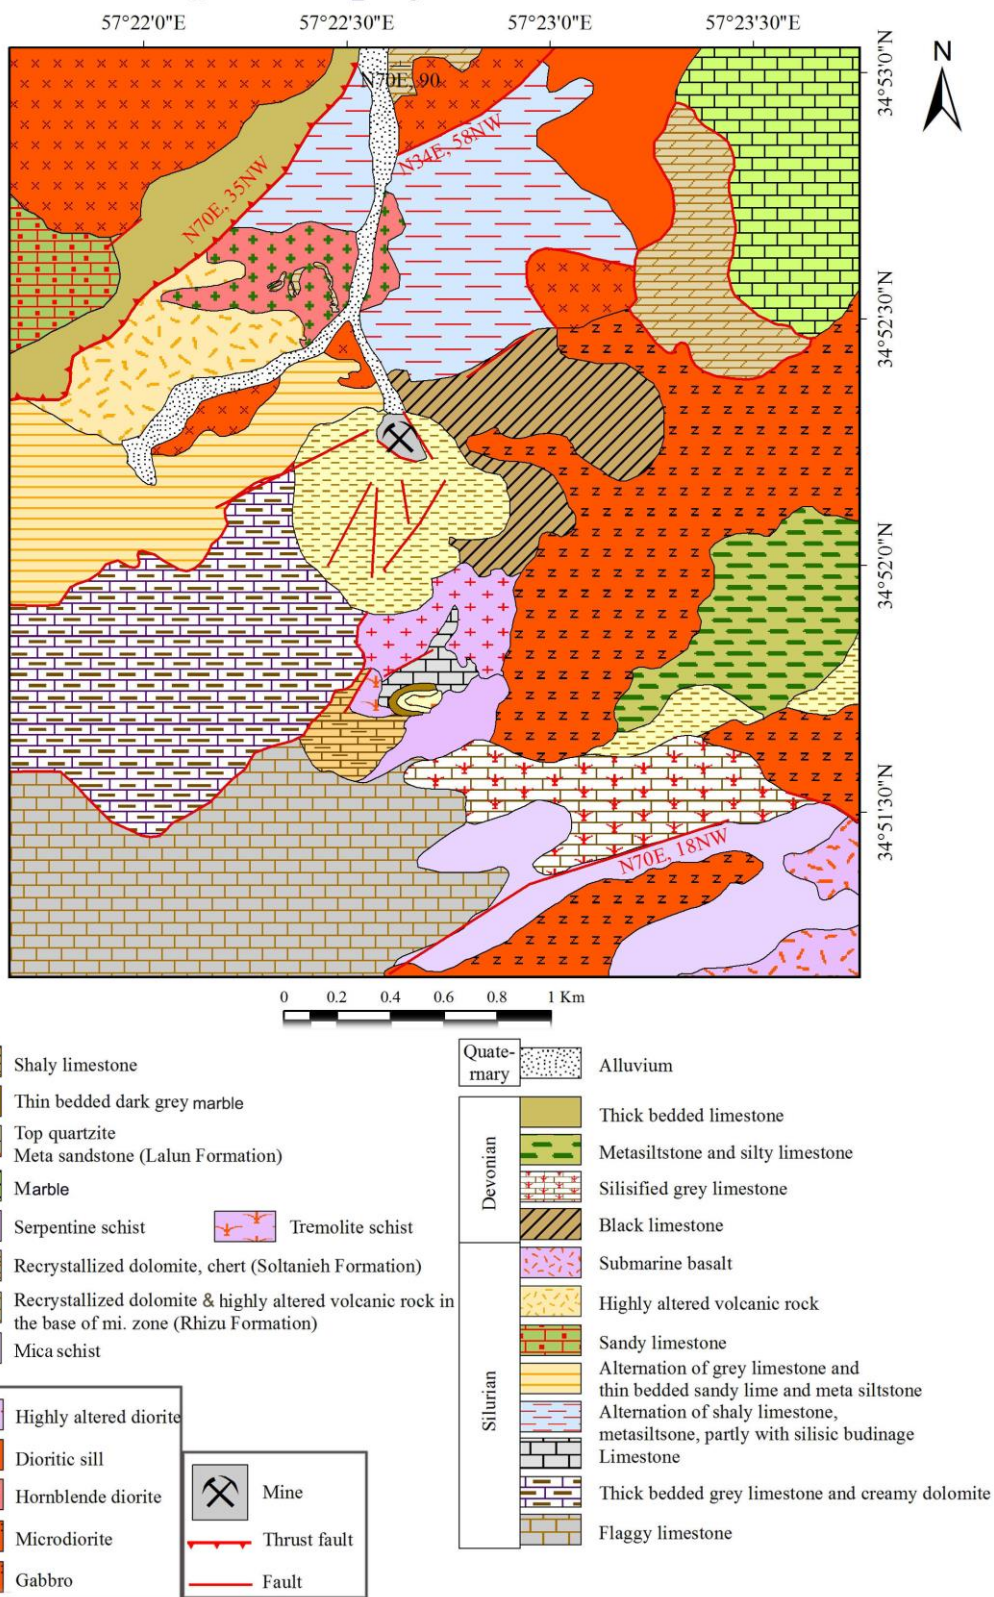 57°22'0"E
57°22'30"E
57°23'0"E
57°23'30"E
N
34°53'0"N
34°52'30"N
34°52'0"N
34°51'30"N
N70E, 90
N34E, 58NW
N70E, 35NW
N70E, 18NW
0 0.2 0.4 0.6 0.8 1 Km
Shaly limestone
Thin bedded dark grey marble
Top quartzite
Meta sandstone (Lalun Formation)
Marble
Serpentine schist
Tremolite schist
Recrystallized dolomite, chert (Soltanieh Formation)
Recrystallized dolomite & highly altered volcanic rock in
the base of mi. zone (Rhizu Formation)
Mica schist
Highly altered diorite
Dioritic sill
Hornblende diorite
Microdiorite
Gabbro
Mine
Thrust fault
Fault
Quate-
rnary
Alluvium
Devonian
Thick bedded limestone
Metasiltstone and silty limestone
Silisified grey limestone
Black limestone
Silurian
Submarine basalt
Highly altered volcanic rock
Sandy limestone
Alternation of grey limestone and
thin bedded sandy lime and meta siltstone
Alternation of shaly limestone,
metasiltsone, partly with silisic budinage
Limestone
Thick bedded grey limestone and creamy dolomite
Flaggy limestone